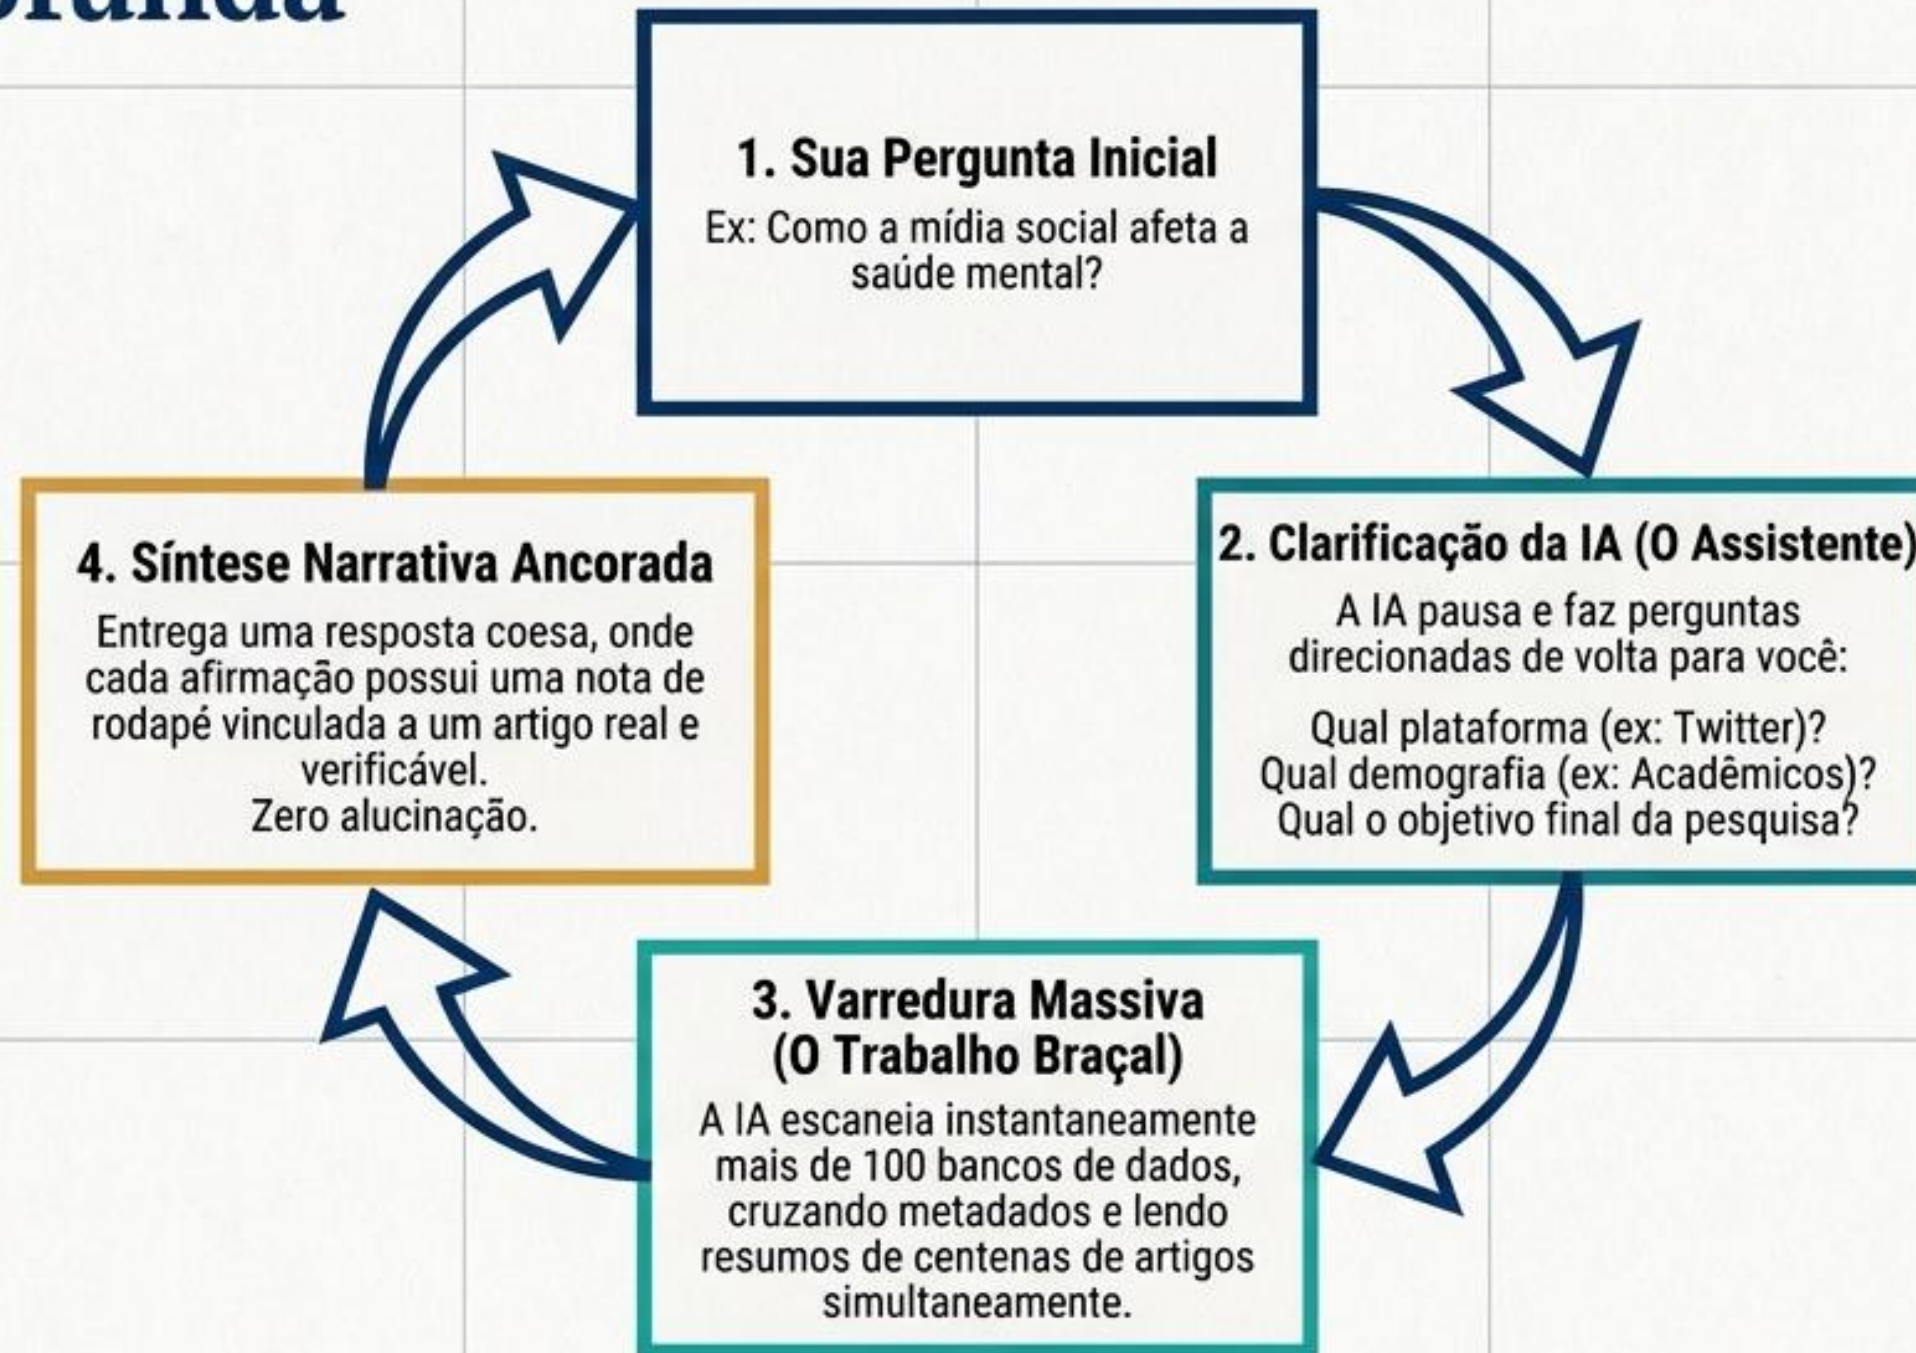 1. Sua Pergunta Inicial
Ex: Como a mídia social afeta a
saúde mental?
2. Clarificação da IA (O Assistente)
A IA pausa e faz perguntas
direcionadas de volta para você:
Qual plataforma (ex: Twitter)?
Qual demografia (ex: Acadêmicos)?
Qual o objetivo final da pesquisa?
3. Varredura Massiva
(O Trabalho Braçal)
A IA escaneia instantaneamente
mais de 100 bancos de dados,
cruzando metadados e lendo
resumos de centenas de artigos
simultaneamente.
4. Síntese Narrativa Ancorada
Entrega uma resposta coesa, onde
cada afirmação possui uma nota de
rodapé vinculada a um artigo real e
verificável.
Zero alucinação.